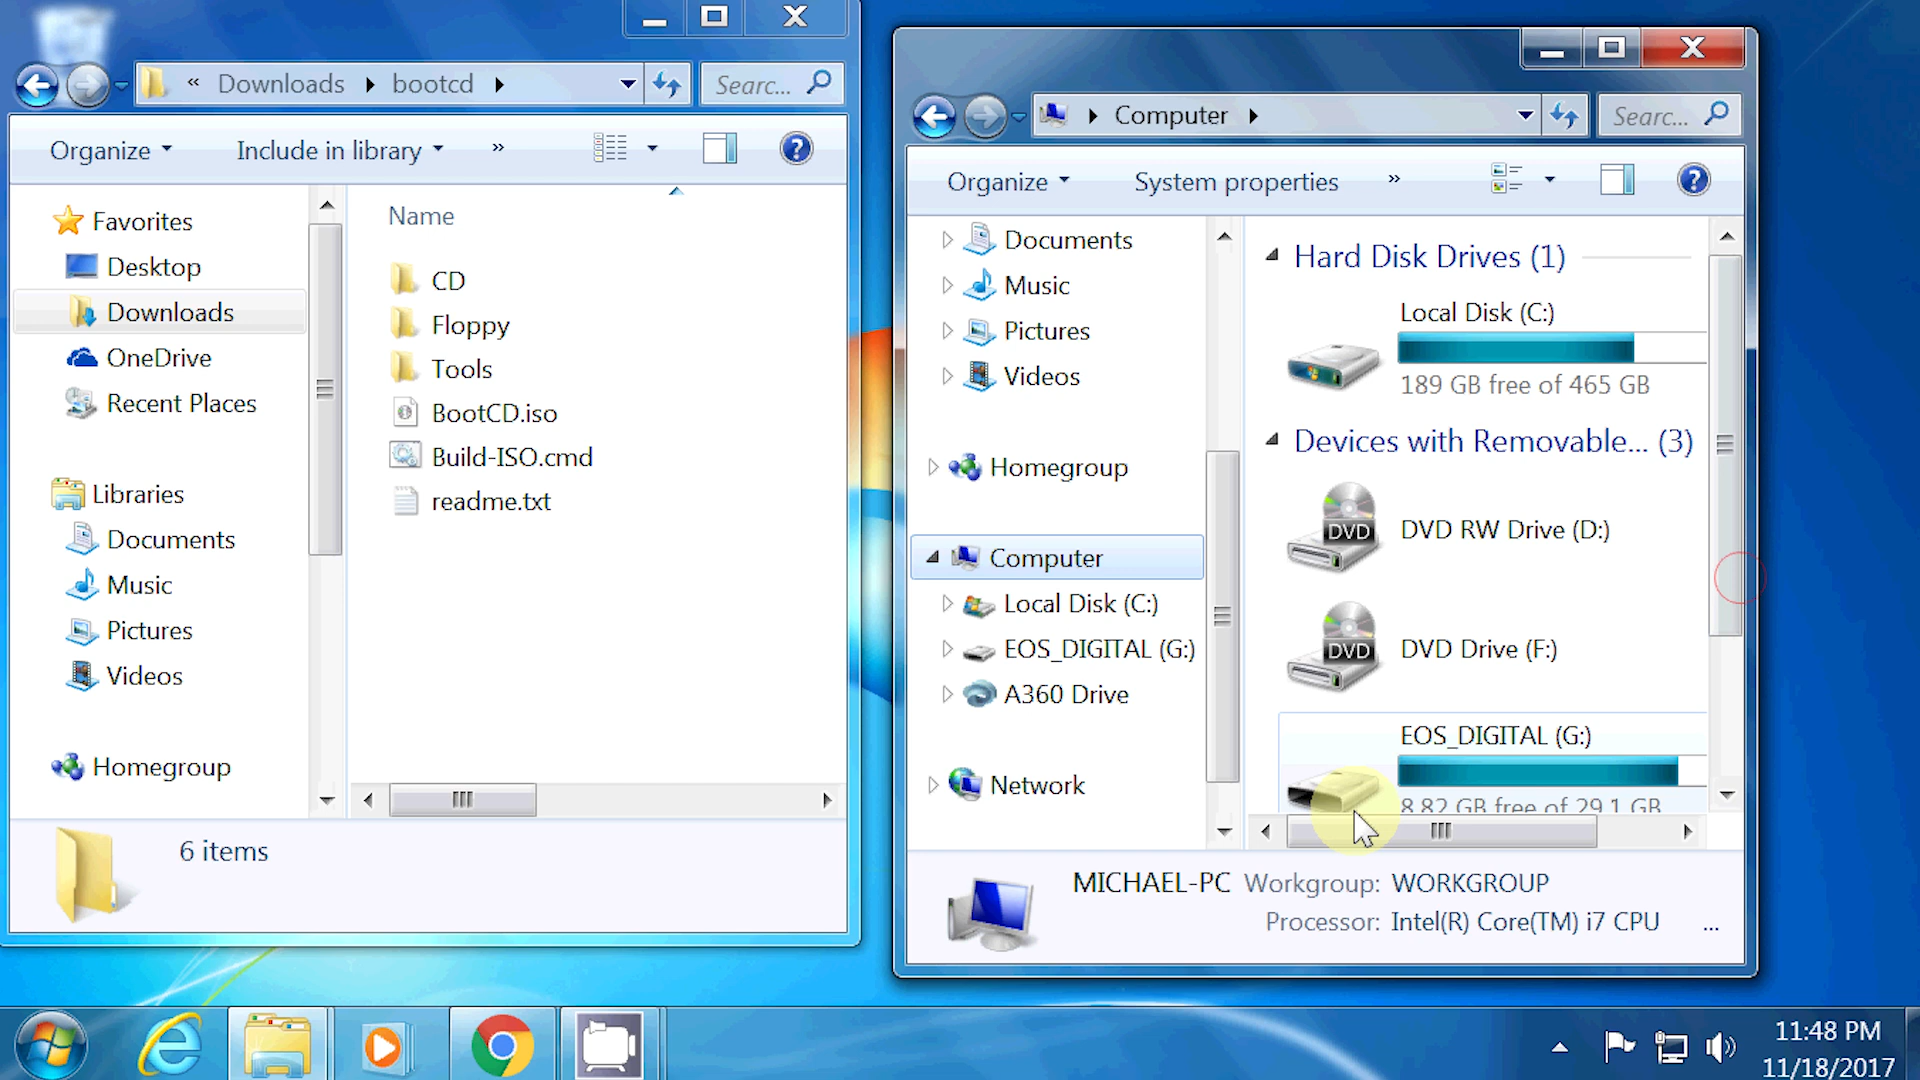 « Downloads bootcd
Searc...
Organize
Include in library
»
Favorites
Desktop
Downloads
OneDrive
Recent Places
Libraries
Documents
Music
Pictures
Videos
Homegroup
Name
CD
Floppy
Tools
BootCD.iso
Build-ISO.cmd
readme.txt
6 items
Computer
Searc...
Organize
System properties
»
Documents
Music
Pictures
Videos
Homegroup
Computer
Local Disk (C:)
EOS_DIGITAL (G:)
A360 Drive
Network
Hard Disk Drives (1)
Local Disk (C:)
189 GB free of 465 GB
Devices with Removable... (3)
DVD
DVD RW Drive (D:)
DVD
DVD Drive (F:)
EOS_DIGITAL (G:)
8.82 GB free of 29.1 GB
MICHAEL-PC Workgroup: WORKGROUP
Processor: Intel(R) Core(TM) i7 CPU ...
11:48 PM
11/18/2017